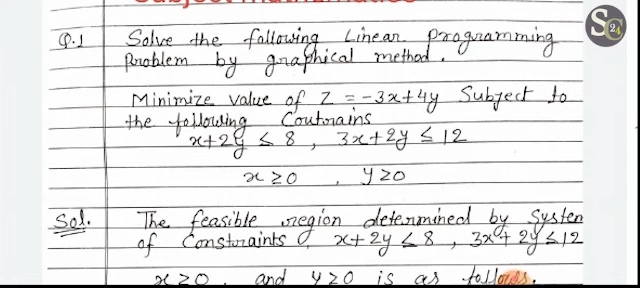 Q.1 Solve the following Linear Programming
Problem by graphical method.
Minimize value of Z = -3x+4y Subject to
the following Coutrains
x+2y ≤ 8 , 3x+2y ≤ 12
x ≥ 0 , y ≥ 0
Sol. The feasible region determined by system
of Constraints x+2y ≤ 8 , 3x+2y ≤ 12
x ≥ 0 , and y ≥ 0 is as follows.